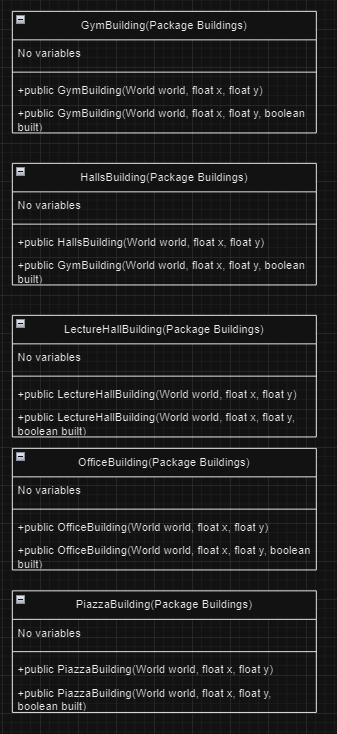 GymBuilding(Package Buildings)
No variables
+public GymBuilding(World world, float x, float y)
+public GymBuilding(World world, float x, float y, boolean
built)
HallsBuilding(Package Buildings)
No variables
+public HallsBuilding(World world, float x, float y)
+public GymBuilding(World world, float x, float y, boolean
built)
LectureHallBuilding(Package Buildings)
No variables
+public LectureHallBuilding(World world, float x, float y)
+public LectureHallBuilding(World world, float x, float y,
boolean built)
OfficeBuilding(Package Buildings)
No variables
+public OfficeBuilding(World world, float x, float y)
+public OfficeBuilding(World world, float x, float y, boolean
built)
PiazzaBuilding(Package Buildings)
No variables
+public PiazzaBuilding(World world, float x, float y)
+public PiazzaBuilding(World world, float x, float y,
boolean built)